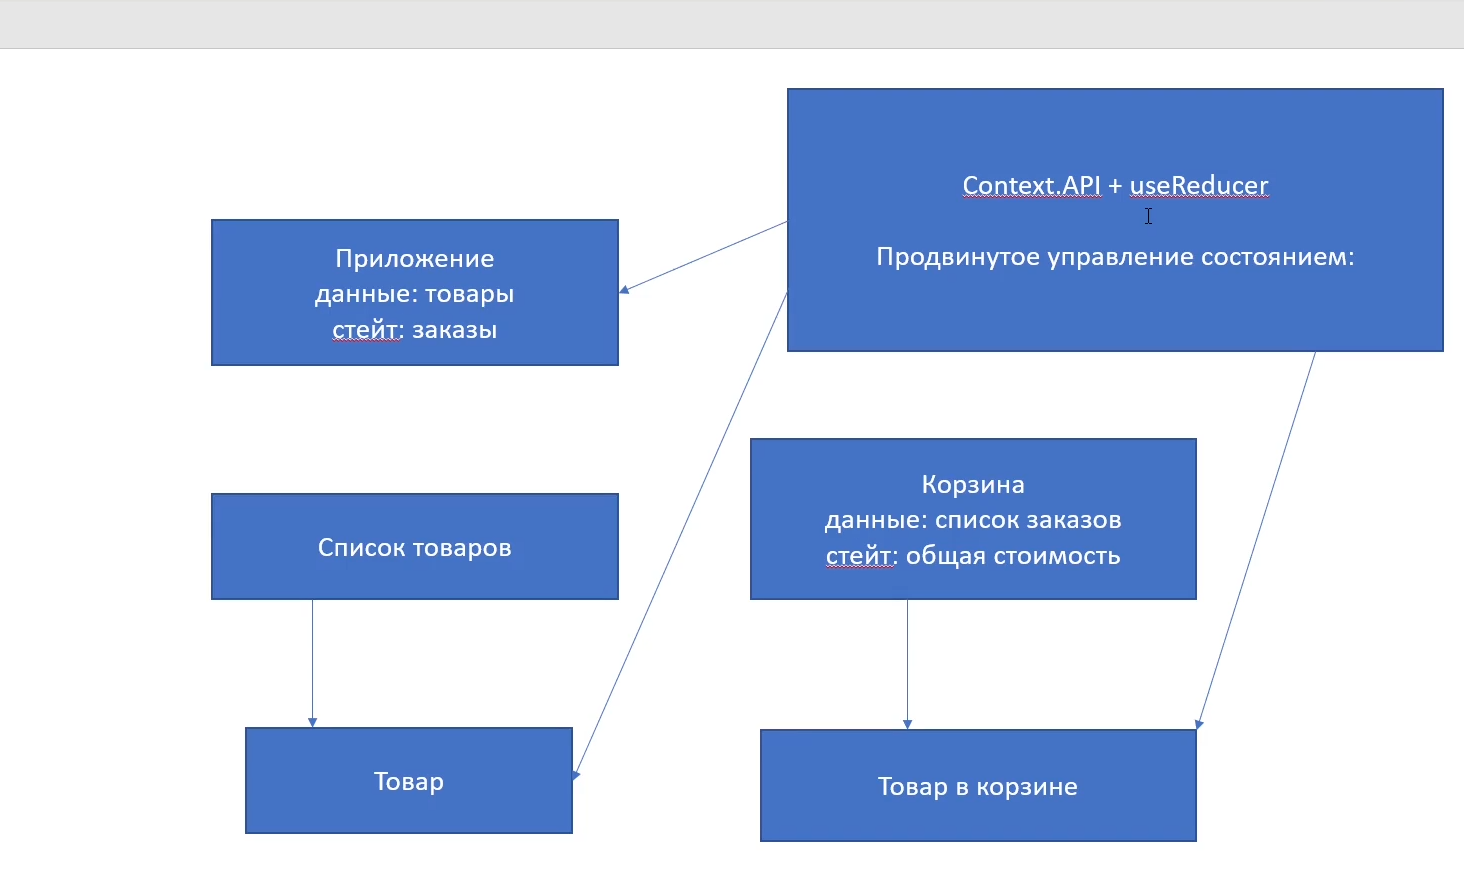 Context.API + useReducer
Продвинутое управление состоянием:
Приложение
данные: товары
стейт: заказы
Корзина
данные: список заказов
стейт: общая стоимость
Список товаров
Товар
Товар в корзине